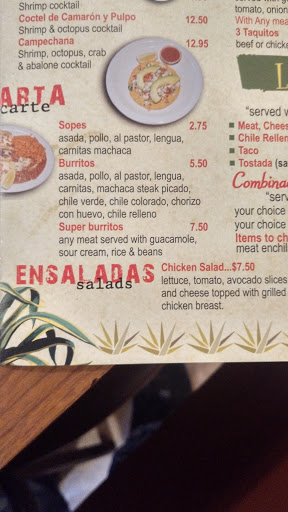 Shrimp cocktail
Coctel de Camarón y Pulpo 12.50
Shrimp & octopus cocktail
Campechana 12.95
Shrimp, octopus, crab
& abalone cocktail
ARTA
carte
Sopes 2.75
asada, pollo, al pastor, lengua,
carnitas machaca
Burritos 5.50
asada, pollo, al pastor, lengua,
carnitas, machaca steak picado,
chile verde, chile colorado, chorizo
con huevo, chile relleno
Super burritos 7.50
any meat served with guacamole,
sour cream, rice & beans
ENSALADAS
salads
Chicken Salad...$7.50
lettuce, tomato, avocado slices
and cheese topped with grilled
chicken breast.
tomato, onion
With Any mea
3 Taquitos
beef or chicke
L
"served w
Meat, Chees
Chile Rellen
Taco
Tostada (sa
Combina
"serv
your choice
your choice
Items to ch
meat enchil